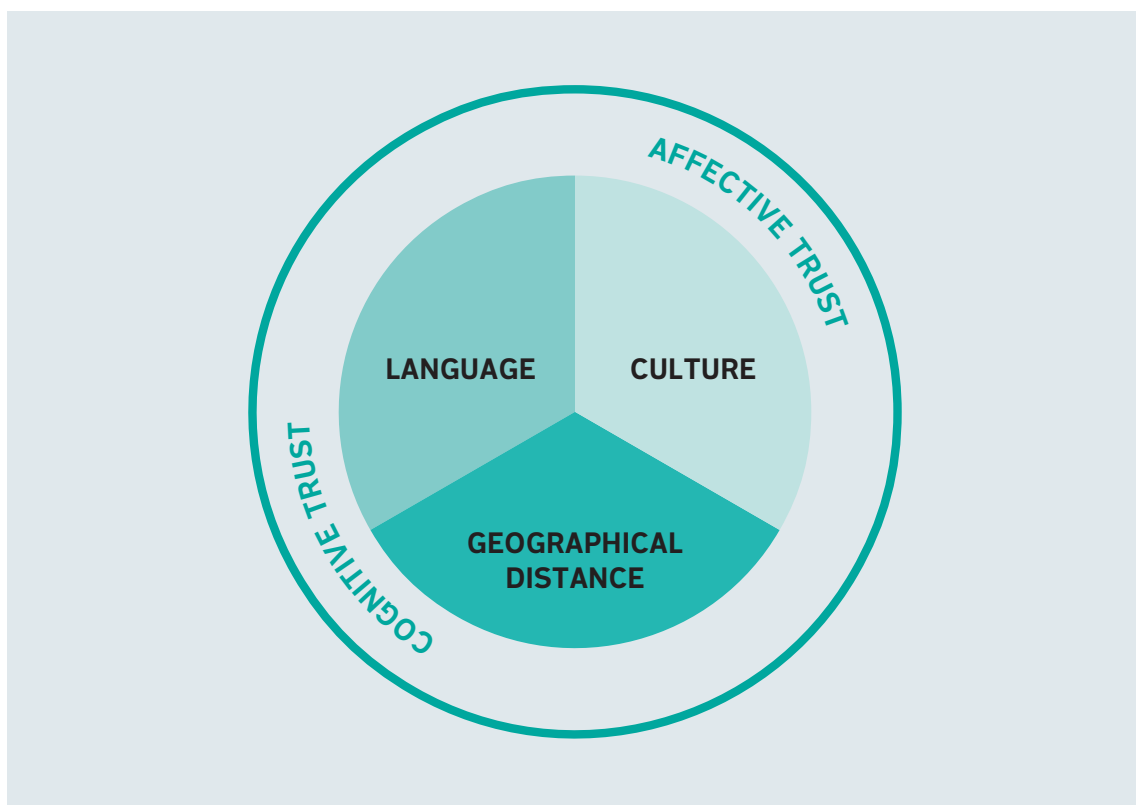 AFFECTIVE TRUST
LANGUAGE
CULTURE
COGNITIVE TRUST
GEOGRAPHICAL
DISTANCE